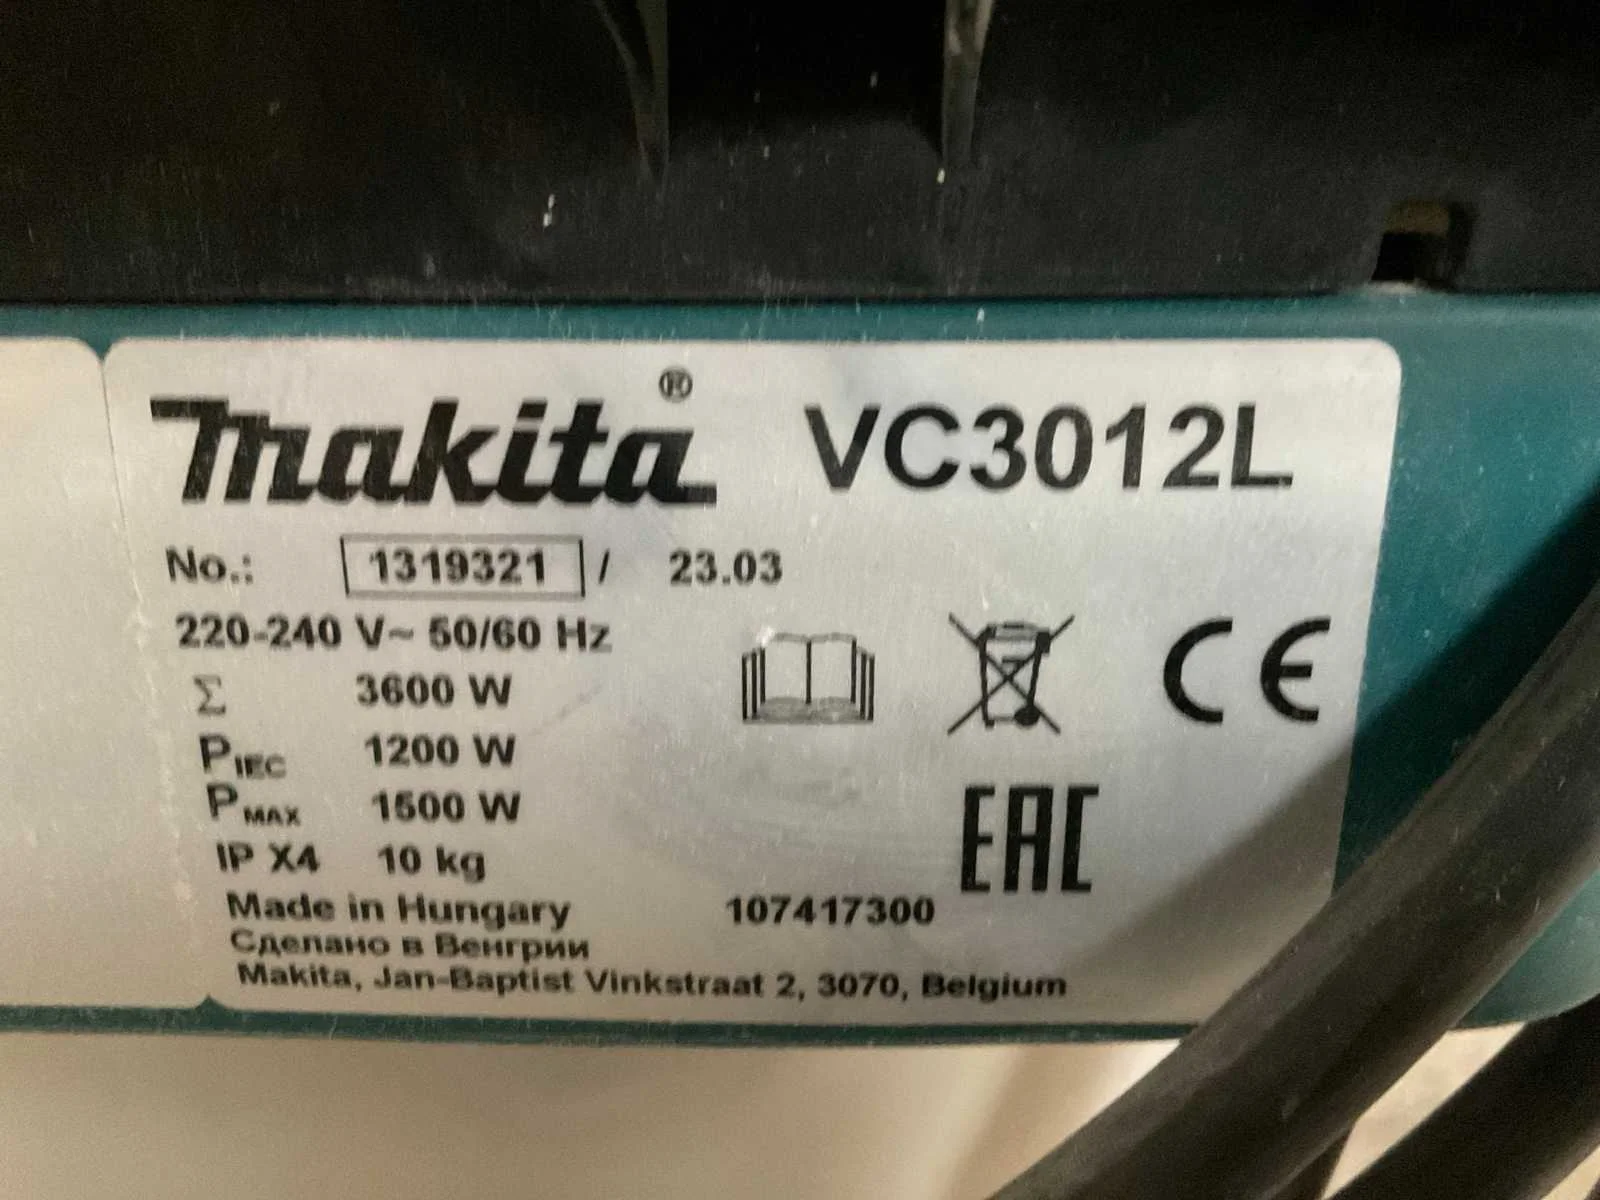 makita® VC3012L
No.: 1319321 / 23.03
220-240 V~ 50/60 Hz
Σ 3600 W
PIEC 1200 W
PMAX 1500 W
IP X4 10 kg
CE
EAC
Made in Hungary 107417300
Сделано в Венгрии
Makita, Jan-Baptist Vinkstraat 2, 3070, Belgium